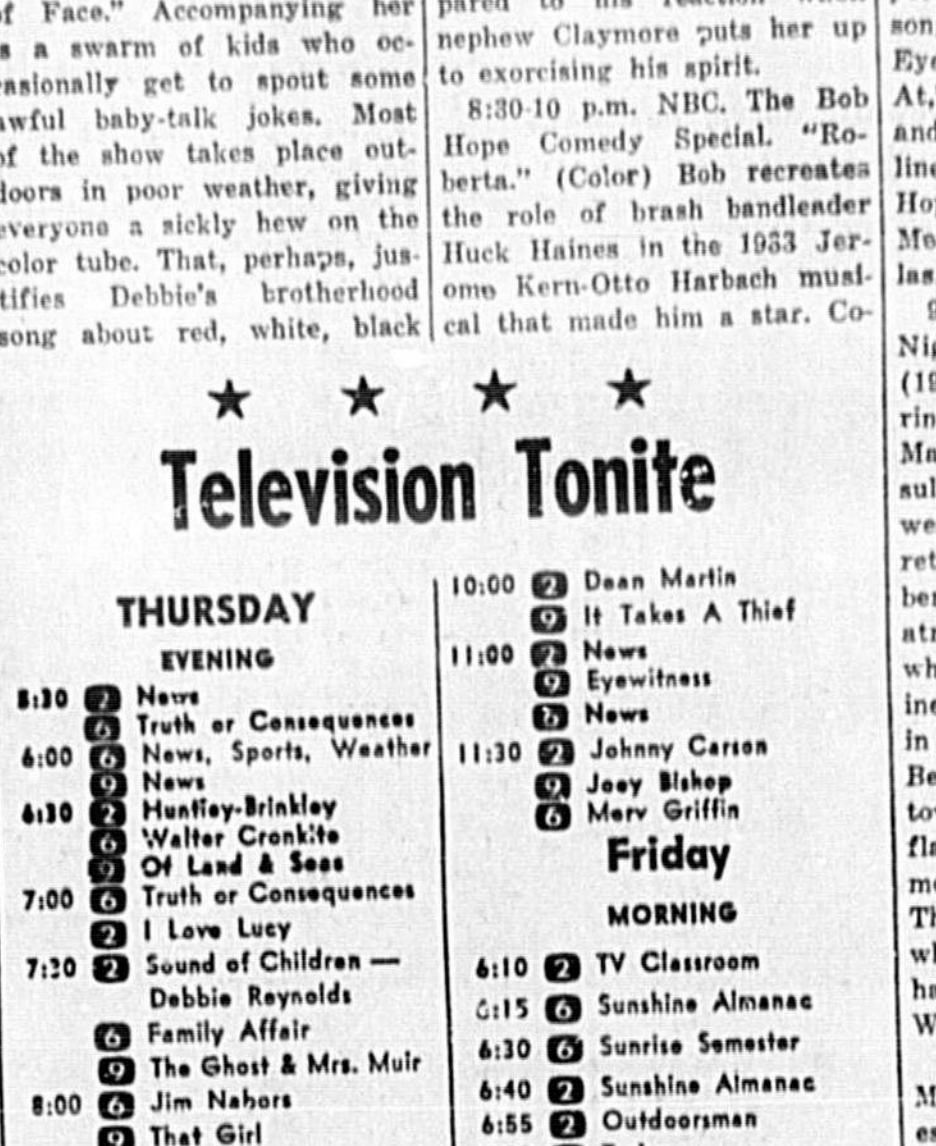 of Face." Accompanying her
is a swarm of kids who oc-
casionally get to spout some
awful baby-talk jokes. Most
of the show takes place out-
doors in poor weather, giving
everyone a sickly hew on the
color tube. That, perhaps, jus-
tifies Debbie's brotherhood
song about red, white, black
nephew Claymore puts her up
to exorcising his spirit.
8:30-10 p.m. NBC. The Bob
Hope Comedy Special. "Ro-
berta." (Color) Bob recreates
the role of brash bandleader
Huck Haines in the 1933 Jer-
ome Kern-Otto Harbach musi-
cal that made him a star. Co-
Television Tonite
THURSDAY
EVENING
5:30 2 News
6 Truth or Consequences
6:00 6 News, Sports, Weather
9 News
6:30 2 Huntley-Brinkley
6 Walter Cronkite
9 Of Land & Seas
7:00 6 Truth or Consequences
2 I Love Lucy
7:30 2 Sound of Children —
Debbie Reynolds
6 Family Affair
9 The Ghost & Mrs. Muir
8:00 6 Jim Nabors
9 That Girl
10:00 2 Dean Martin
9 It Takes A Thief
11:00 2 News
9 Eyewitness
6 News
11:30 2 Johnny Carson
9 Joey Bishop
6 Merv Griffin
Friday
MORNING
6:10 2 TV Classroom
6:15 6 Sunshine Almanac
6:30 6 Sunrise Semester
6:40 2 Sunshine Almanac
6:55 2 Outdoorsman